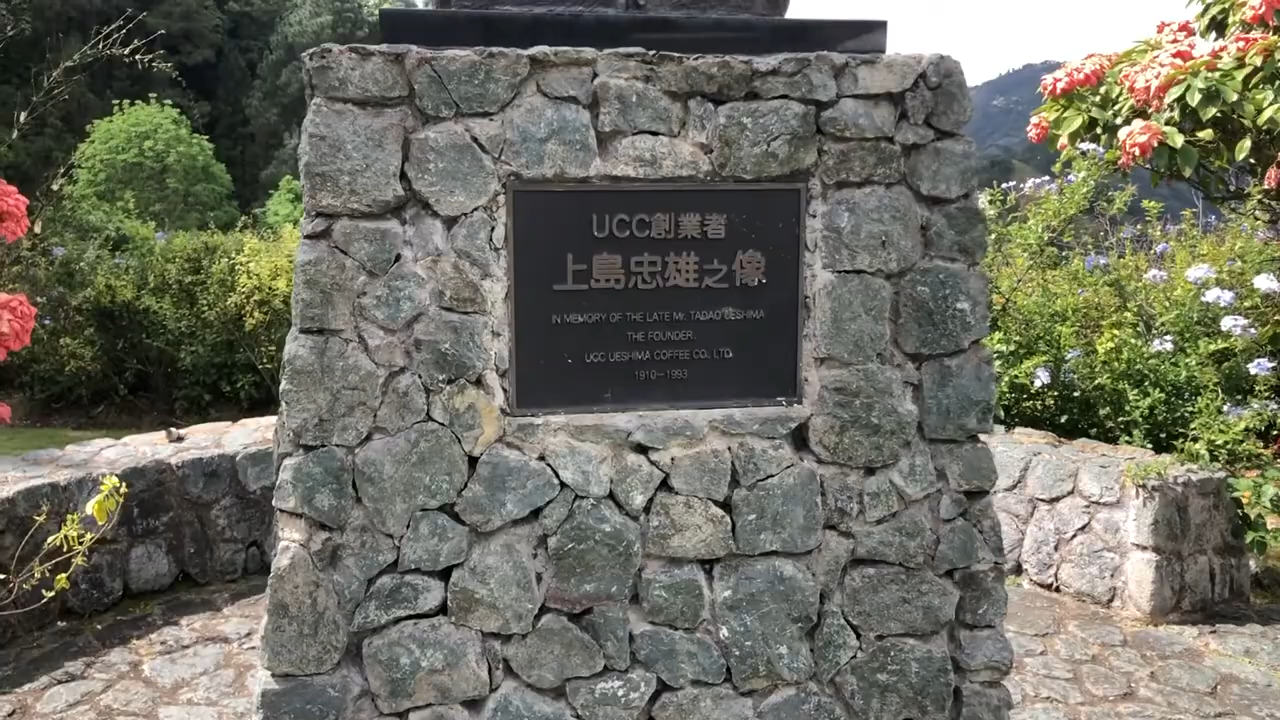 UCC創業者
上島忠雄之像
IN MEMORY OF THE LATE Mr. TADAO UESHIMA
THE FOUNDER.
UCC UESHIMA COFFEE CO., LTD.
1910-1993